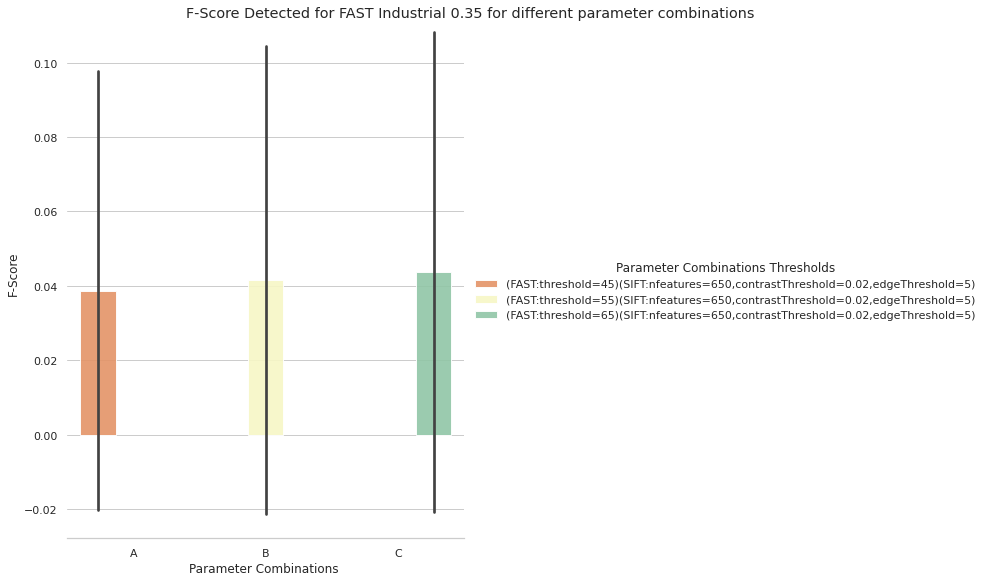 F-Score Detected for FAST Industrial 0.35 for different parameter combinations
0.10
0.08
0.06
0.04
0.02
0.00
−0.02
F-Score
A
B
C
Parameter Combinations
Parameter Combinations Thresholds
(FAST:threshold=45)(SIFT:nfeatures=650,contrastThreshold=0.02,edgeThreshold=5)
(FAST:threshold=55)(SIFT:nfeatures=650,contrastThreshold=0.02,edgeThreshold=5)
(FAST:threshold=65)(SIFT:nfeatures=650,contrastThreshold=0.02,edgeThreshold=5)